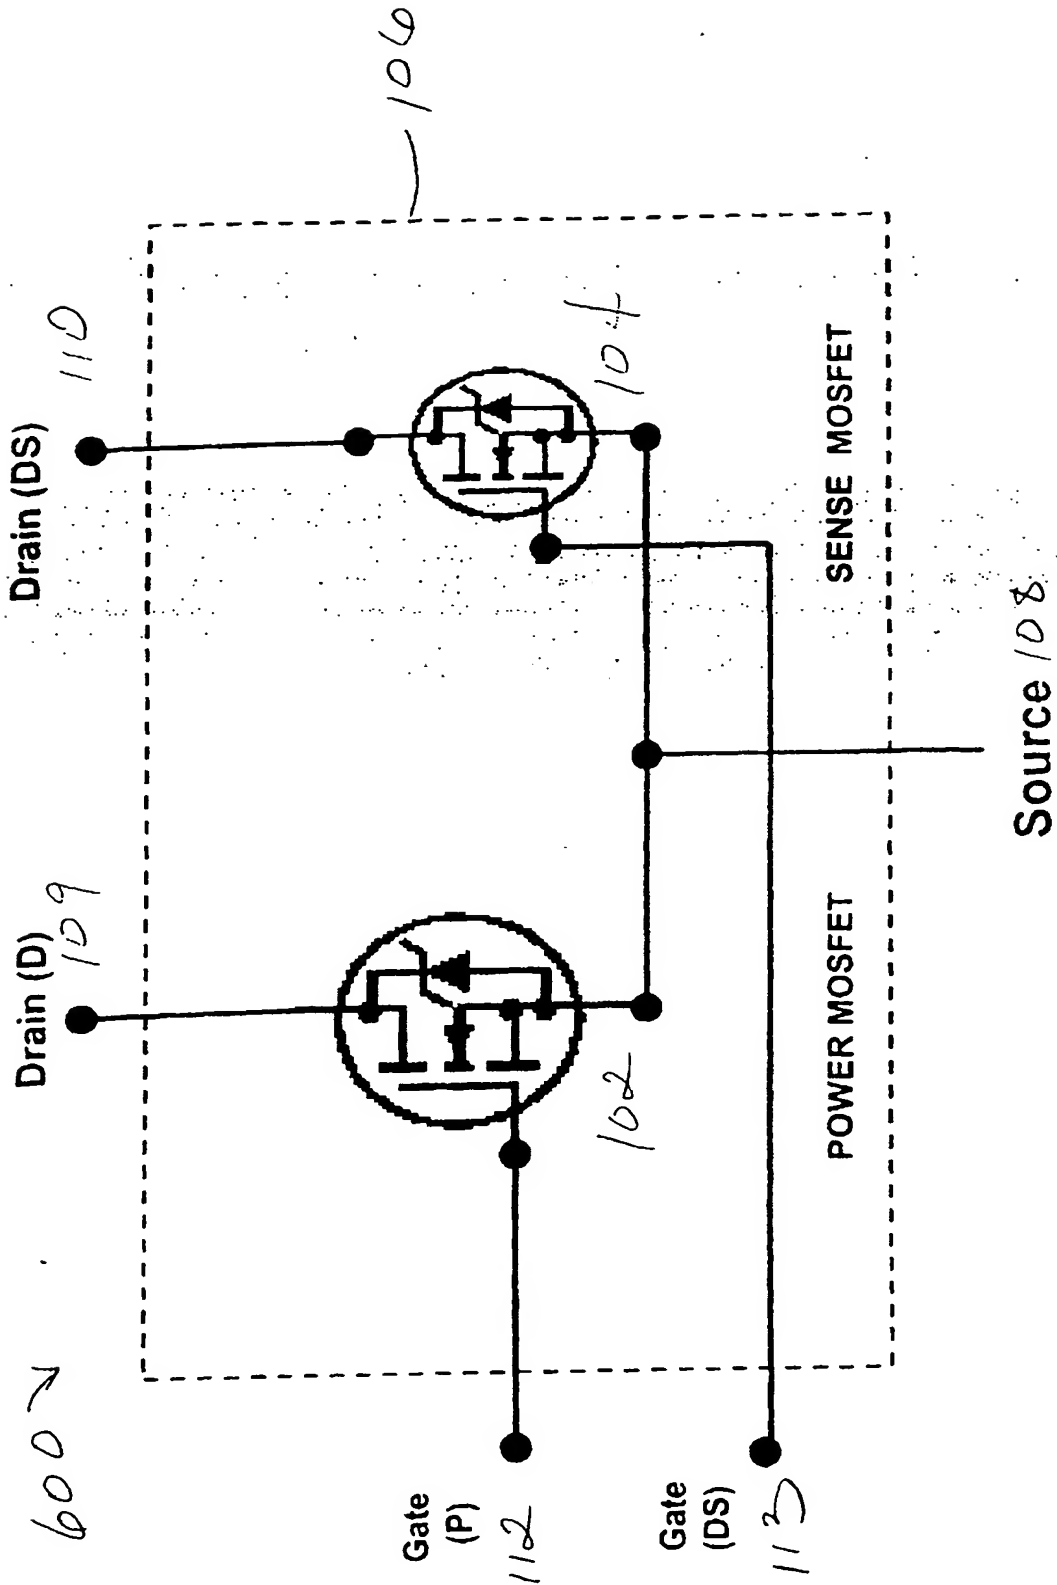 600
Drain (D)
109
Drain (DS)
110
106
Gate
(P)
112
102
104
Gate
(DS)
113
POWER MOSFET
SENSE MOSFET
Source 108